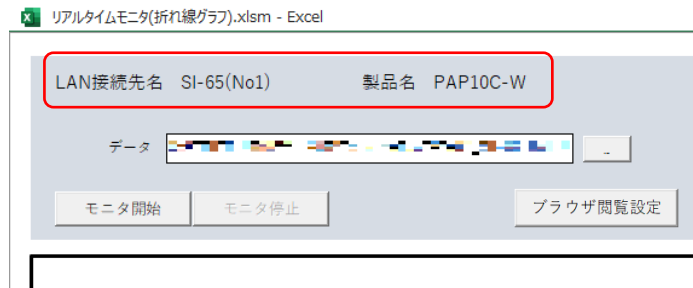 リアルタイムモニタ(折れ線グラフ).xlsm - Excel
LAN接続先名 SI-65(No1) 製品名 PAP10C-W
データ ...
モニタ開始 モニタ停止 ブラウザ閲覧設定